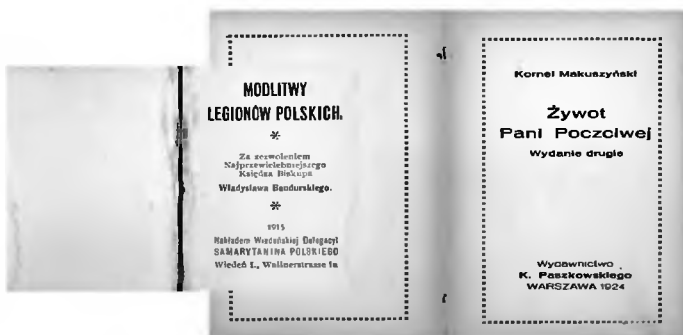 MODLITWY
LEGIONÓW POLSKICH.
Za zezwoleniem
Najprzewielebniejszego
Księdza Biskupa
Władysława Bandurskiego.
1915
Nakładem Wiedeńskiej Delegacyi
SAMARYTANINA POLSKIEGO
Wiedeń I., Wallnerstrasse 1a
Kornel Makuszyński
Żywot
Pani Poczciwej
Wydanie drugie
Wydawnictwo
K. Paszkowskiego
WARSZAWA 1924